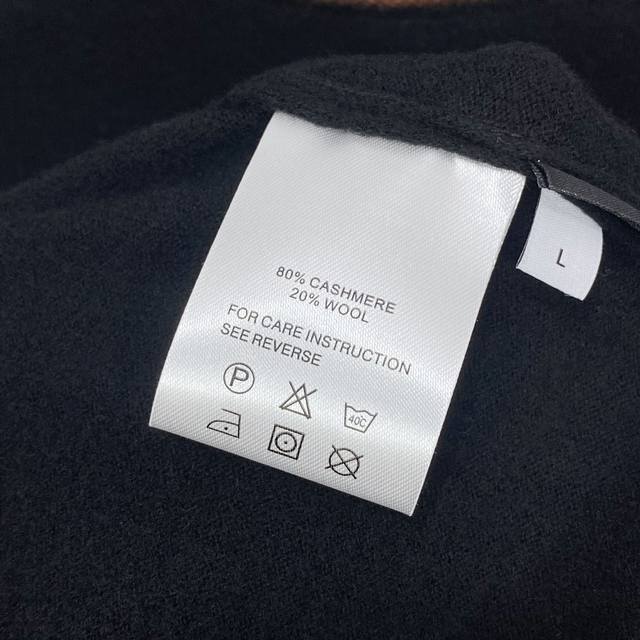 80% CASHMERE
20% WOOL
FOR CARE INSTRUCTION
SEE REVERSE
P
40C
L